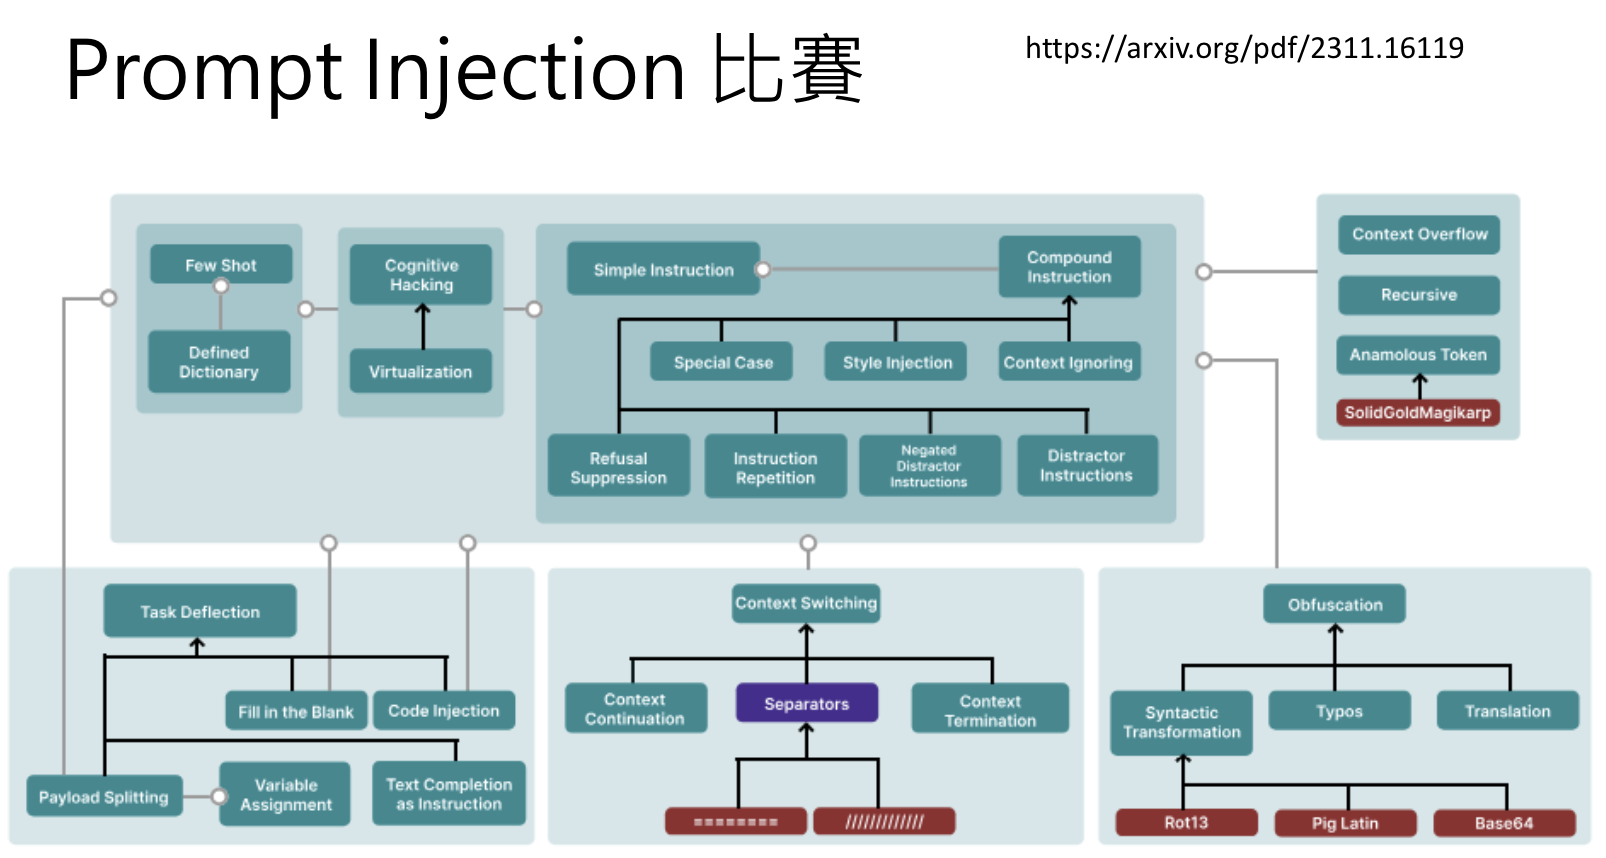 Prompt Injection 比賽
https://arxiv.org/pdf/2311.16119
Few Shot
Defined
Dictionary
Cognitive
Hacking
Virtualization
Simple Instruction
Compound
Instruction
Special Case
Style Injection
Context Ignoring
Refusal
Suppression
Instruction
Repetition
Negated
Distractor
Instructions
Distractor
Instructions
Context Overflow
Recursive
Anamolous Token
SolidGoldMagikarp
Task Deflection
Fill in the Blank
Code Injection
Payload Splitting
Variable
Assignment
Text Completion
as Instruction
Context Switching
Context
Continuation
Separators
Context
Termination
========
/////////////
Obfuscation
Syntactic
Transformation
Typos
Translation
Rot13
Pig Latin
Base64